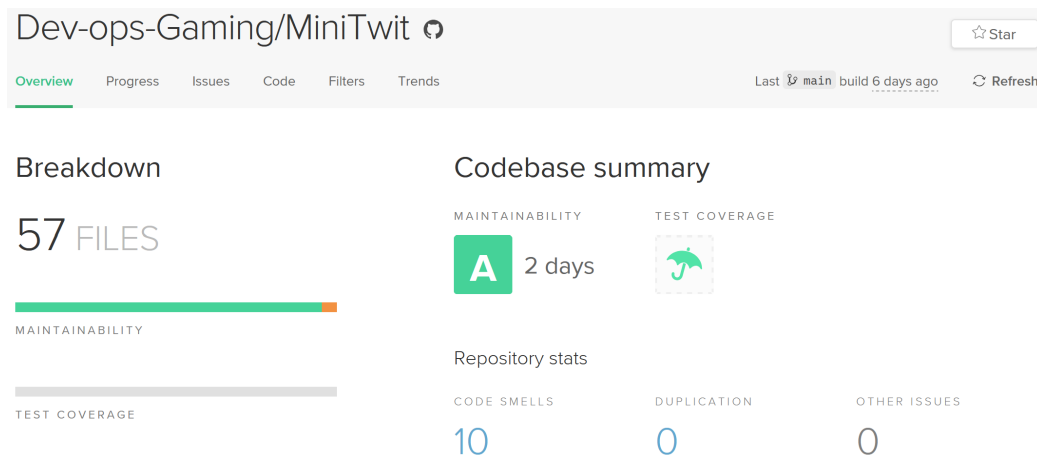 Dev-ops-Gaming/MiniTwit
Star
Overview Progress Issues Code Filters Trends
Last main build 6 days ago Refresh
Breakdown
57 FILES
MAINTAINABILITY
TEST COVERAGE
Codebase summary
MAINTAINABILITY TEST COVERAGE
A 2 days
Repository stats
CODE SMELLS DUPLICATION OTHER ISSUES
10 0 0